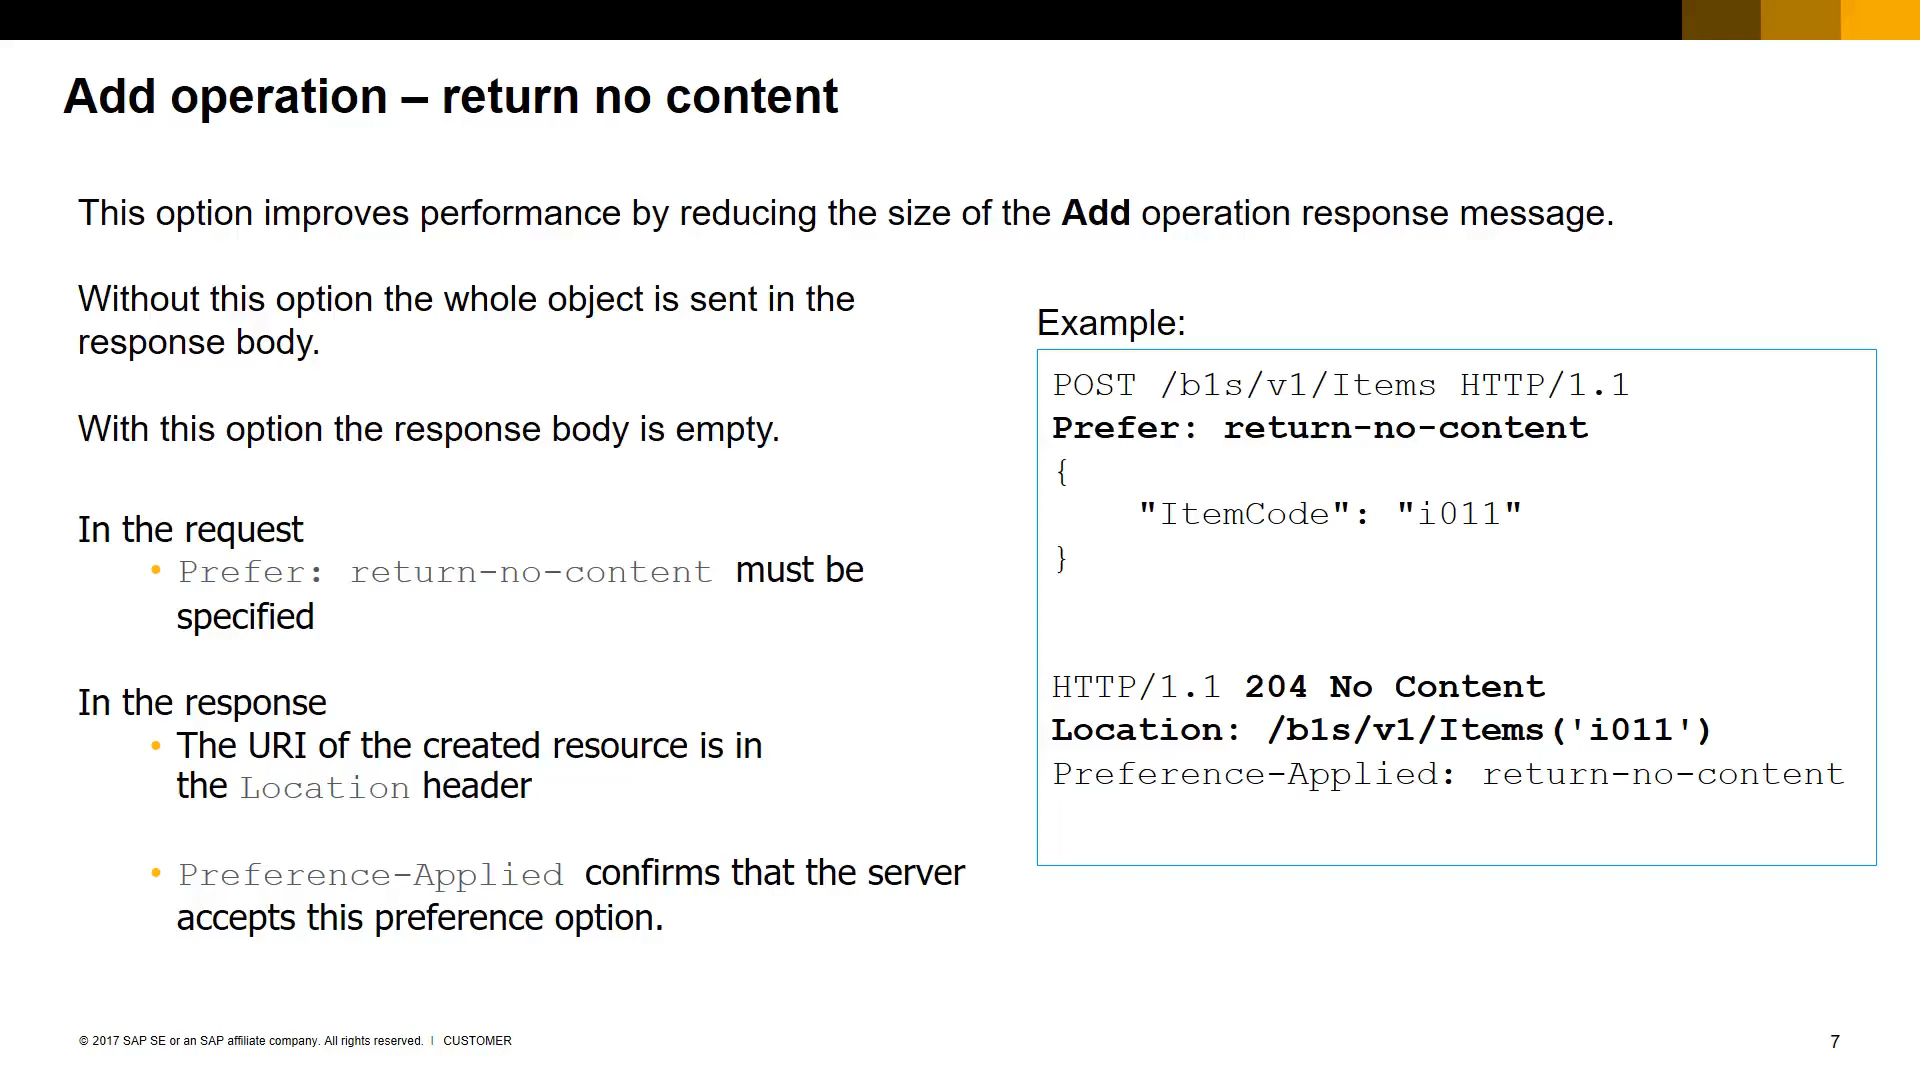 Add operation – return no content
This option improves performance by reducing the size of the Add operation response message.
Without this option the whole object is sent in the
response body.
With this option the response body is empty.
In the request
• Prefer: return-no-content must be
specified
In the response
• The URI of the created resource is in
the Location header
• Preference-Applied confirms that the server
accepts this preference option.
Example:
POST /b1s/v1/Items HTTP/1.1
Prefer: return-no-content
{
"ItemCode": "i011"
}
HTTP/1.1 204 No Content
Location: /b1s/v1/Items('i011')
Preference-Applied: return-no-content
© 2017 SAP SE or an SAP affiliate company. All rights reserved. | CUSTOMER
7